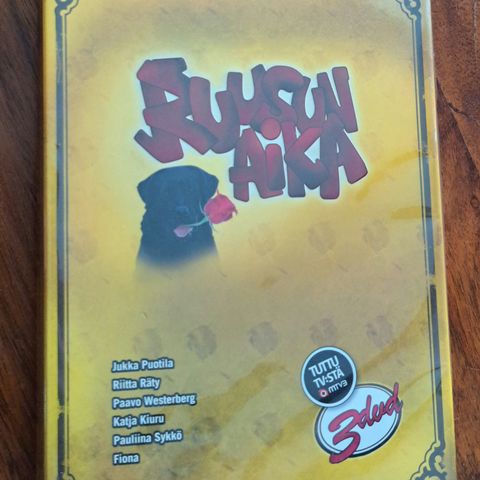 RUUSUN
AIKA
Jukka Puotila
Riitta Räty
Paavo Westerberg
Katja Kiuru
Pauliina Sykkö
Fiona
TUTTU
TV:STÄ
MTV3
3dvd